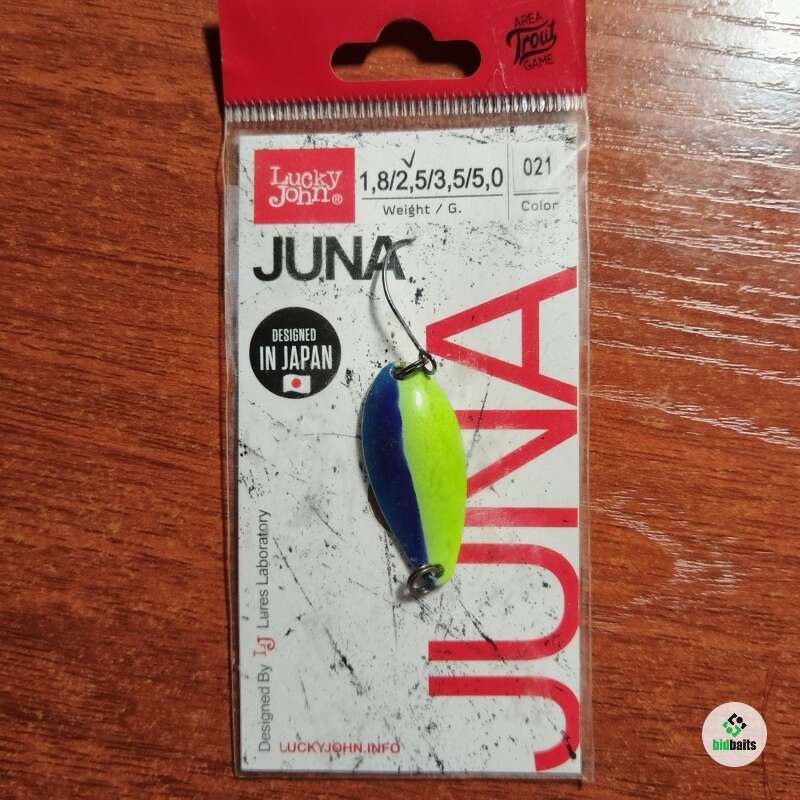 AREA
Trout
GAME
Lucky
John®
1,8/2,5/3,5/5,0
Weight / G.
021
Color
JUNA
DESIGNED
IN JAPAN
JUNA
Designed By LJ Lures Laboratory
LUCKYJOHN.INFO
bidbaits